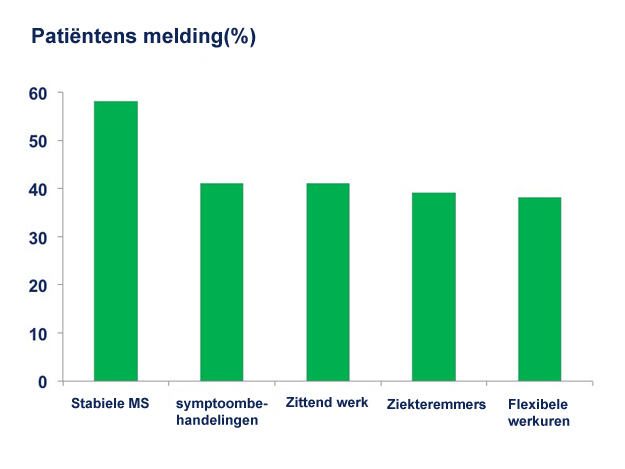 Patiëntens melding(%)
60
50
40
30
20
10
0
Stabiele MS
symptoombe-
handelingen
Zittend werk
Ziekteremmers
Flexibele
werkuren